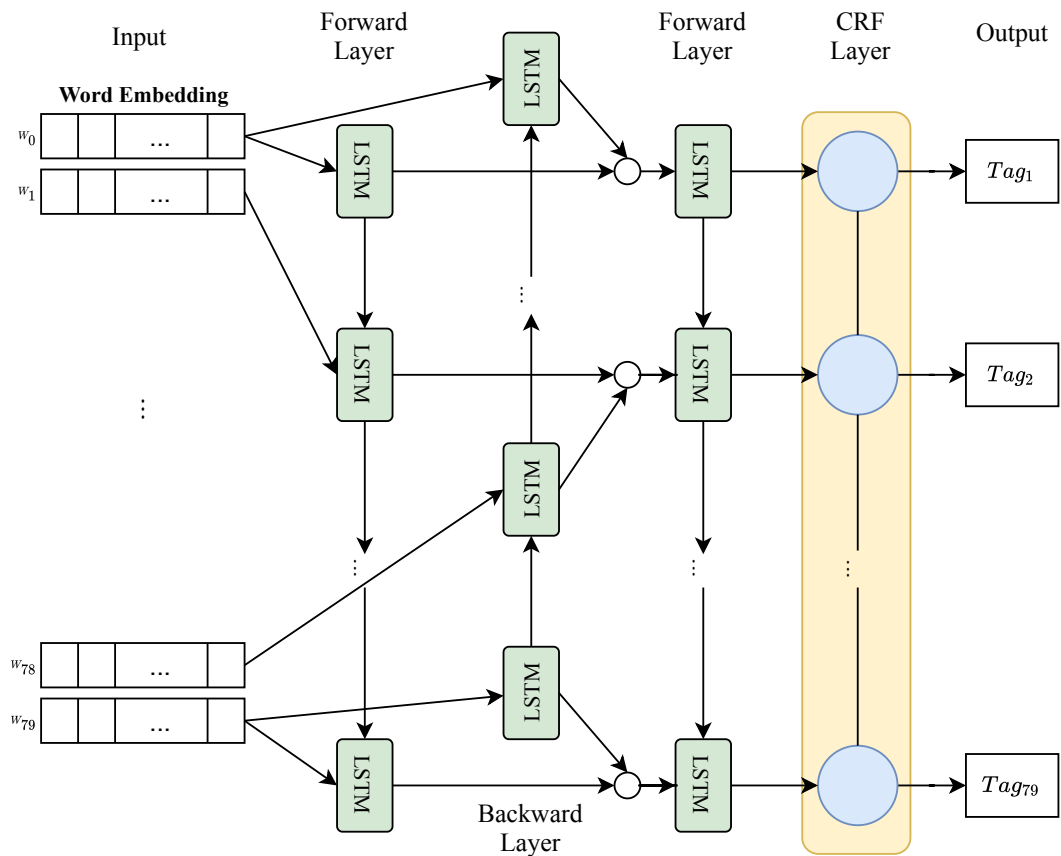 Input
Forward
Layer
Forward
Layer
CRF
Layer
Output
Word Embedding
W0
...
W1
...
...
W78
...
W79
...
LSTM
LSTM
LSTM
LSTM
LSTM
LSTM
LSTM
LSTM
LSTM
...
...
...
...
Tag1
Tag2
Tag79
Backward
Layer